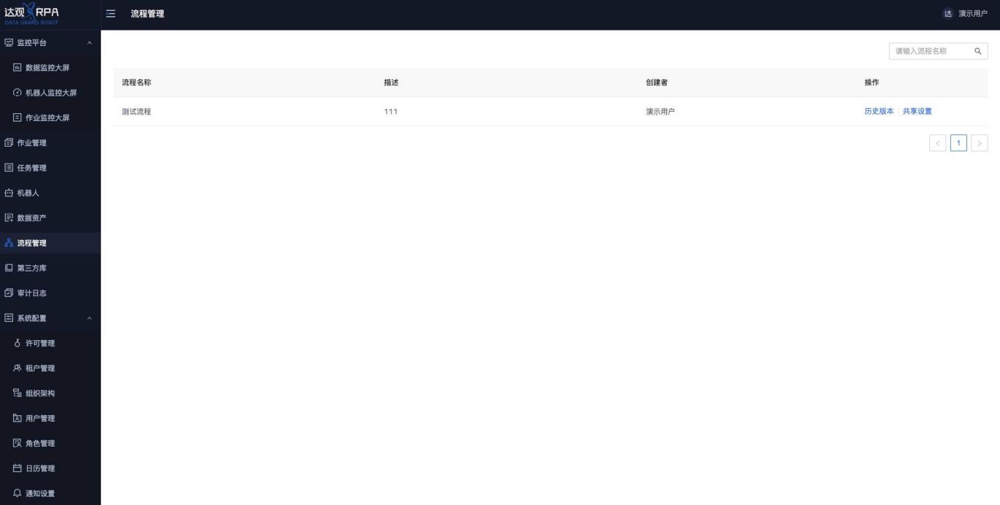 达观 RPA
DATA GRAND ROBOT
流程管理
达 演示用户
监控平台
数据监控大屏
机器人监控大屏
作业监控大屏
作业管理
任务管理
机器人
数据资产
流程管理
第三方库
审计日志
系统配置
许可管理
租户管理
组织架构
用户管理
角色管理
日历管理
通知设置
请输入流程名称
流程名称 描述 创建者 操作
测试流程 111 演示用户 历史版本 共享设置
< 1 >